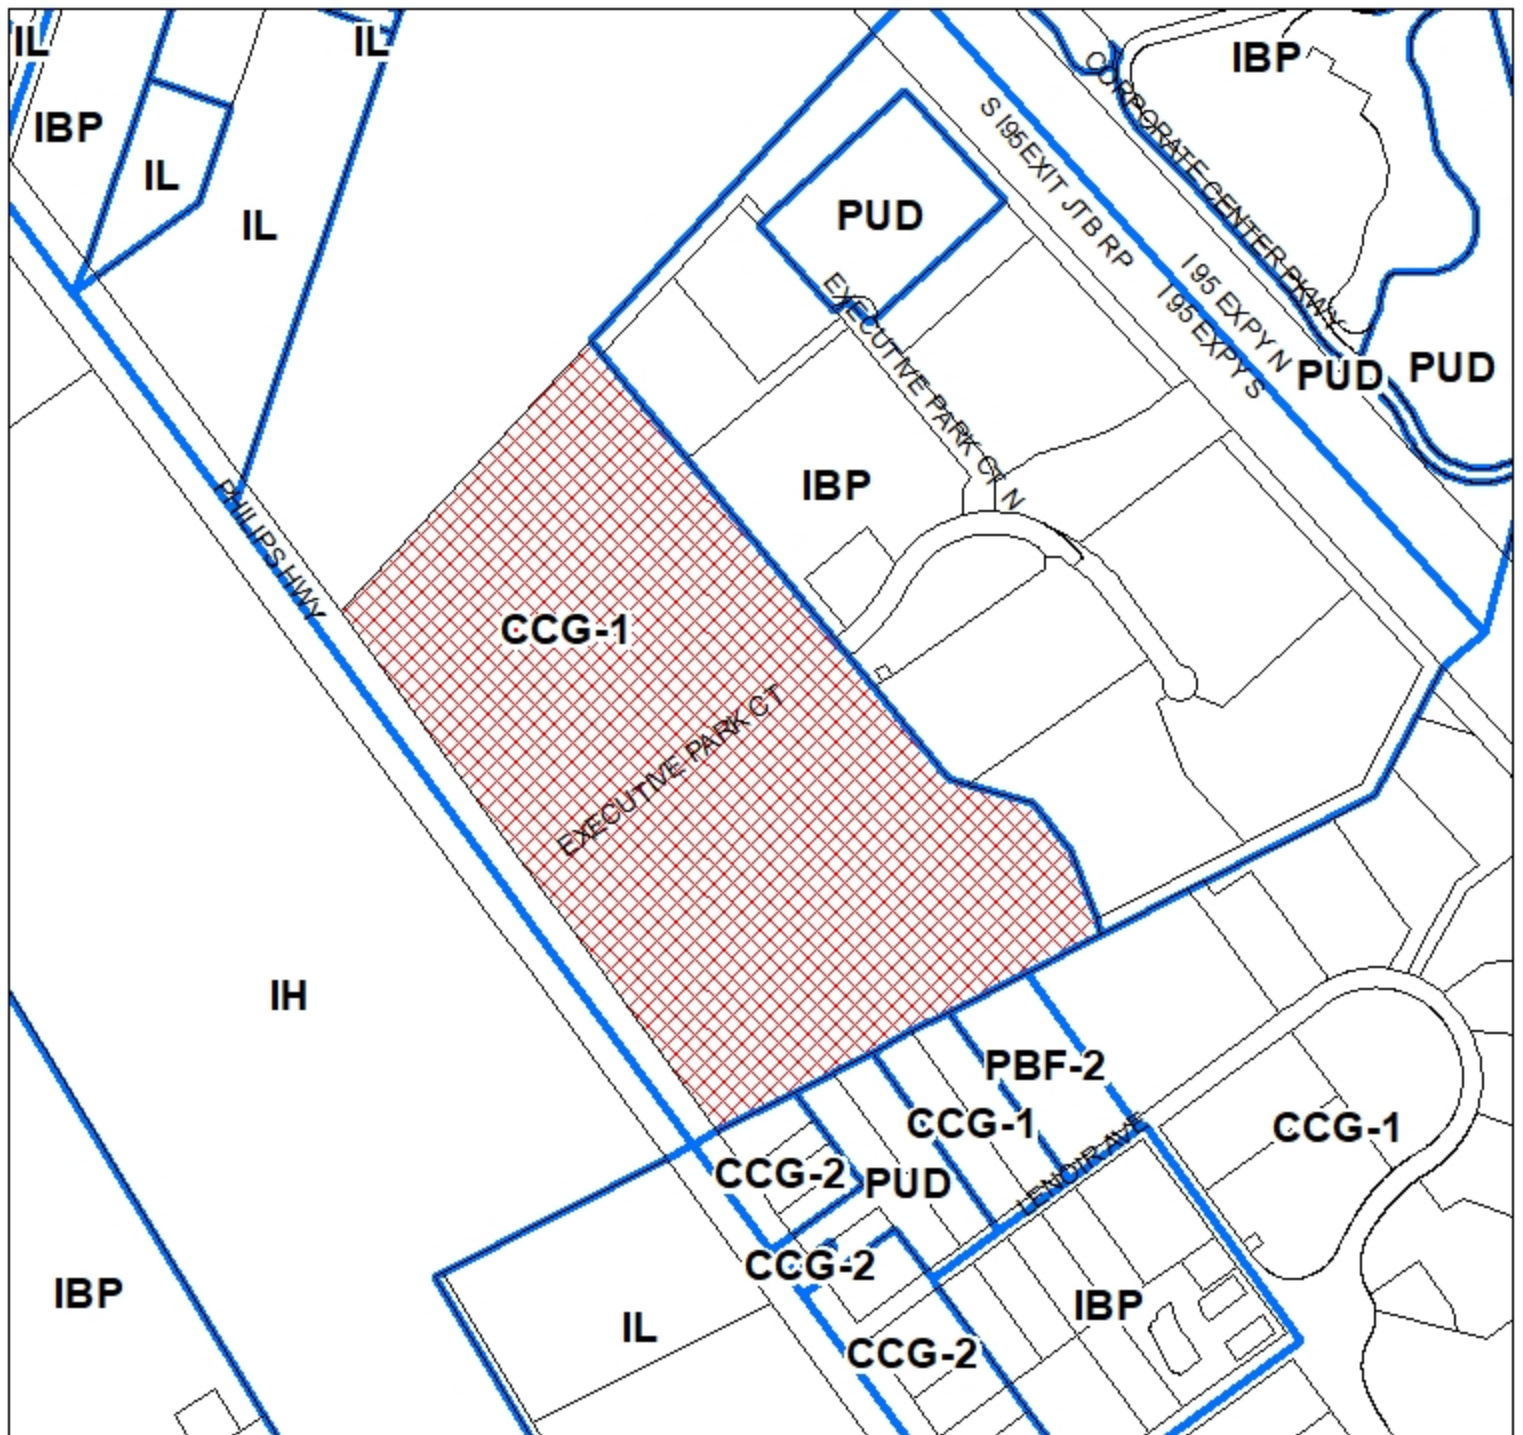 IL
IL
IBP
IBP
IL
IL
PUD
S I95 EXIT JTB RP
CORPORATE CENTER PKWY
I 95 EXPY N
I 95 EXPY S
EXECUTIVE PARK CT N
PUD
PUD
IBP
PHILIPS HWY
CCG-1
EXECUTIVE PARK CT
IH
PBF-2
CCG-1
CCG-1
LENOIR AVE
CCG-2
PUD
CCG-2
IBP
IBP
IL
CCG-2